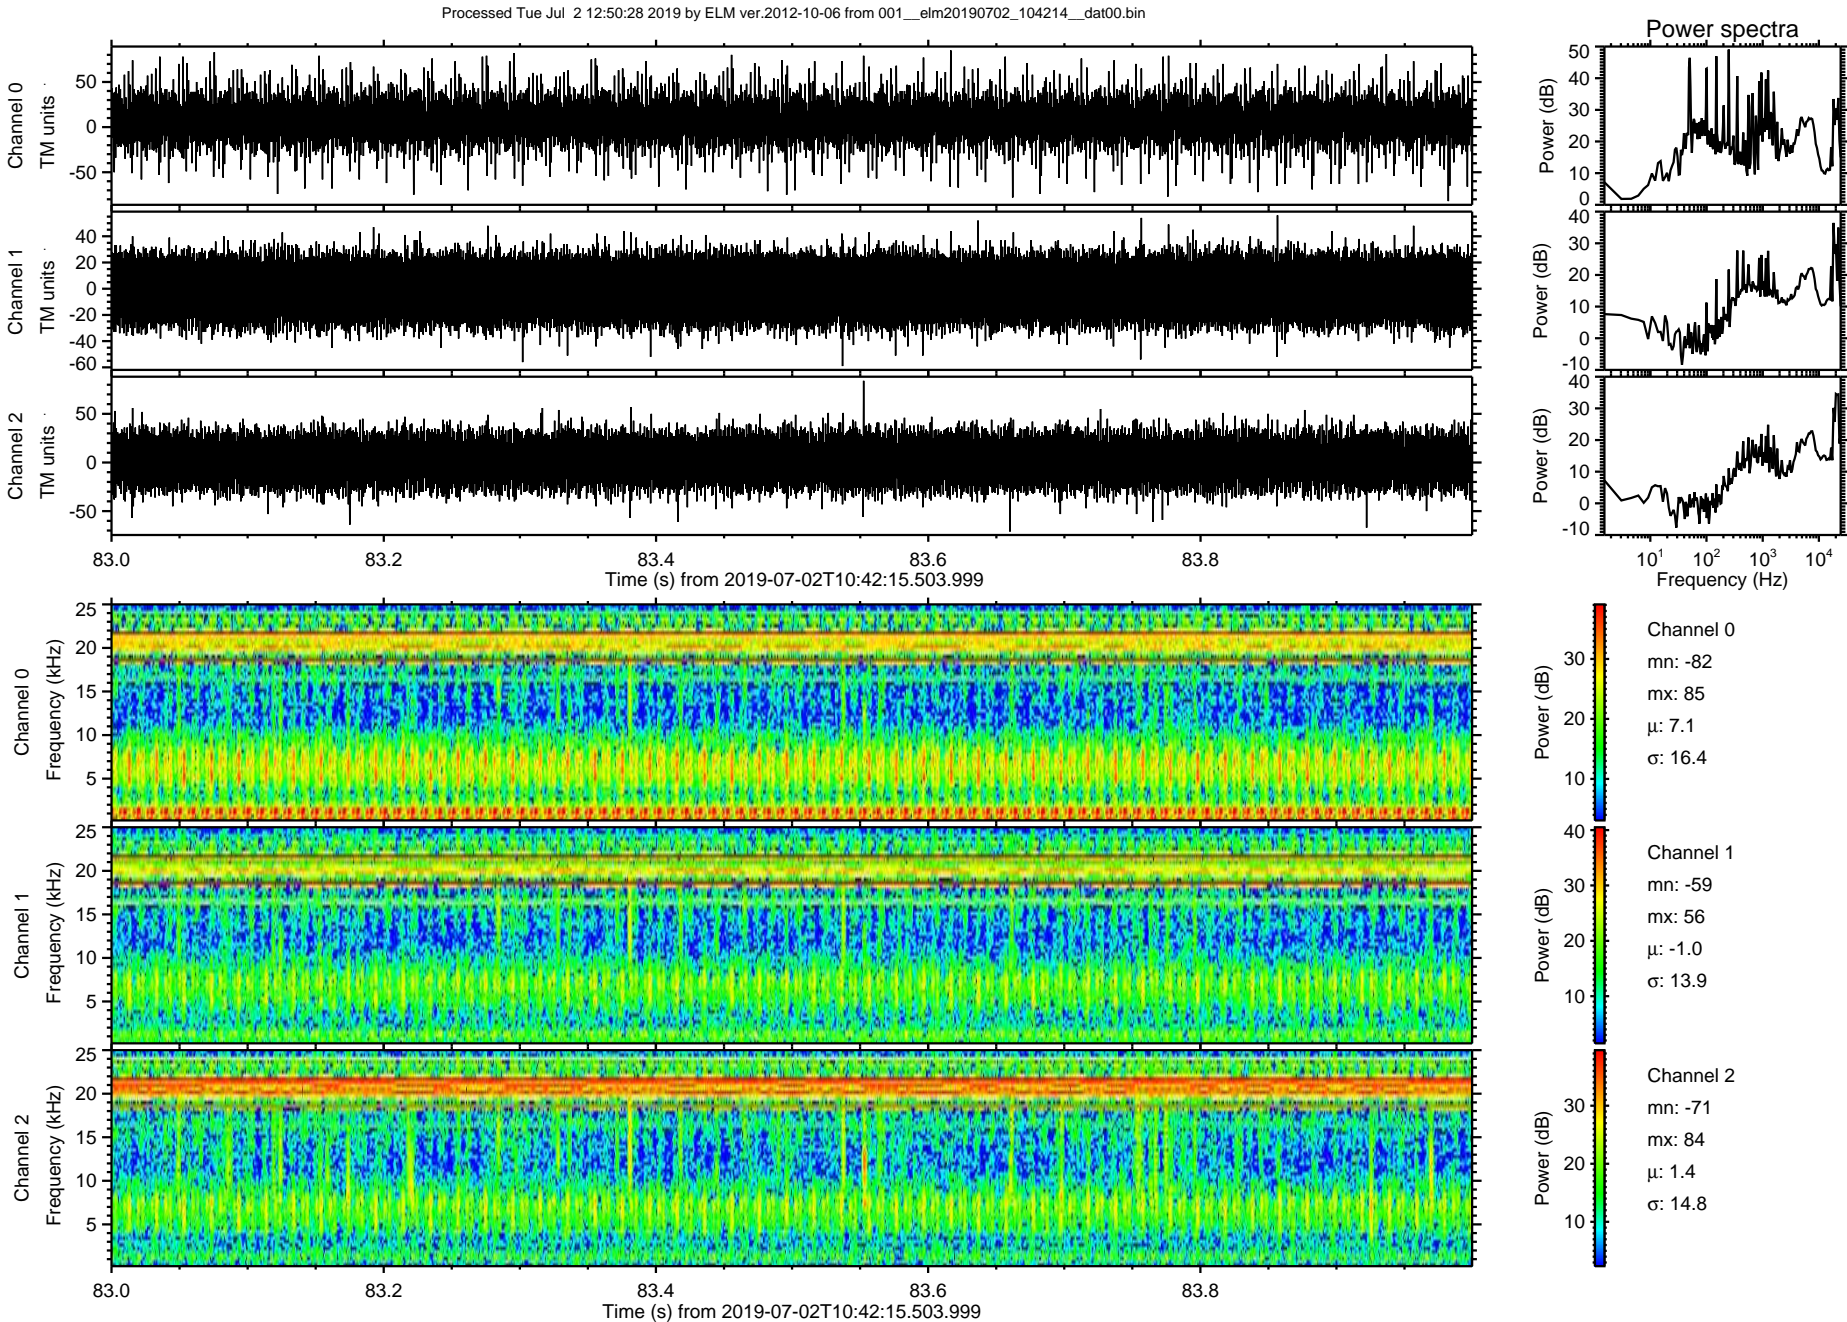 Processed Tue Jul  2 12:50:28 2019 by ELM ver.2012-10-06 from 001__elm20190702_104214__dat00.bin
Power spectra
Channel 0
TM units
50
0
-50
Power (dB)
50
40
30
20
10
0
Channel 1
TM units
40
20
0
-20
-40
-60
Power (dB)
40
30
20
10
0
-10
Channel 2
TM units
50
0
-50
Power (dB)
40
30
20
10
0
-10
83.0 83.2 83.4 83.6 83.8
Time (s) from 2019-07-02T10:42:15.503.999
10^1 10^2 10^3 10^4
Frequency (Hz)
Channel 0
Frequency (kHz)
25
20
15
10
5
Power (dB)
30
20
10
Channel 0
mn: -82
mx: 85
μ: 7.1
σ: 16.4
Channel 1
Frequency (kHz)
25
20
15
10
5
Power (dB)
40
30
20
10
Channel 1
mn: -59
mx: 56
μ: -1.0
σ: 13.9
Channel 2
Frequency (kHz)
25
20
15
10
5
Power (dB)
30
20
10
Channel 2
mn: -71
mx: 84
μ: 1.4
σ: 14.8
83.0 83.2 83.4 83.6 83.8
Time (s) from 2019-07-02T10:42:15.503.999